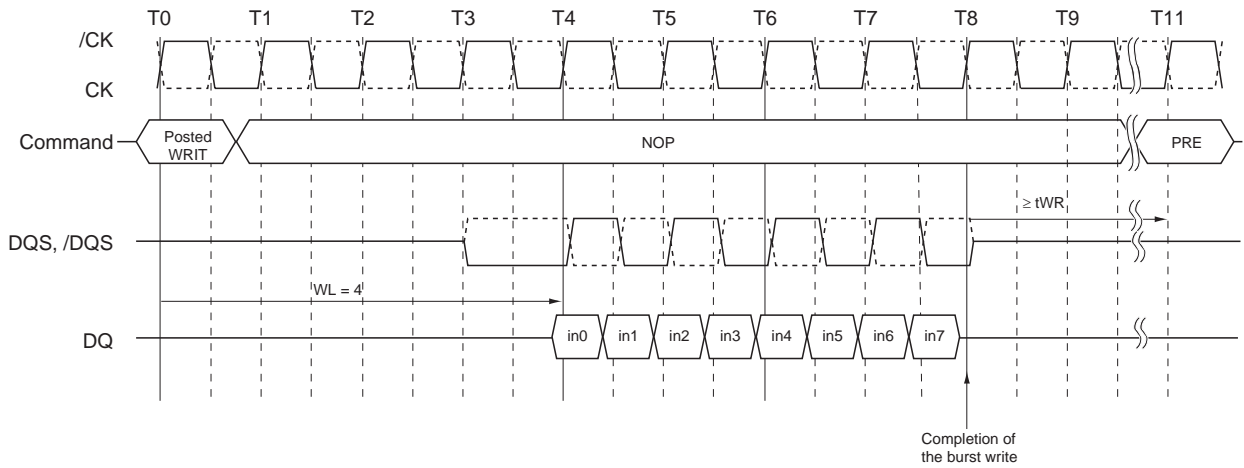 T0 T1 T2 T3 T4 T5 T6 T7 T8 T9 T11
/CK
CK
Command
Posted
WRIT
NOP
PRE
≥ tWR
DQS, /DQS
WL = 4
DQ
in0 in1 in2 in3 in4 in5 in6 in7
Completion of
the burst write